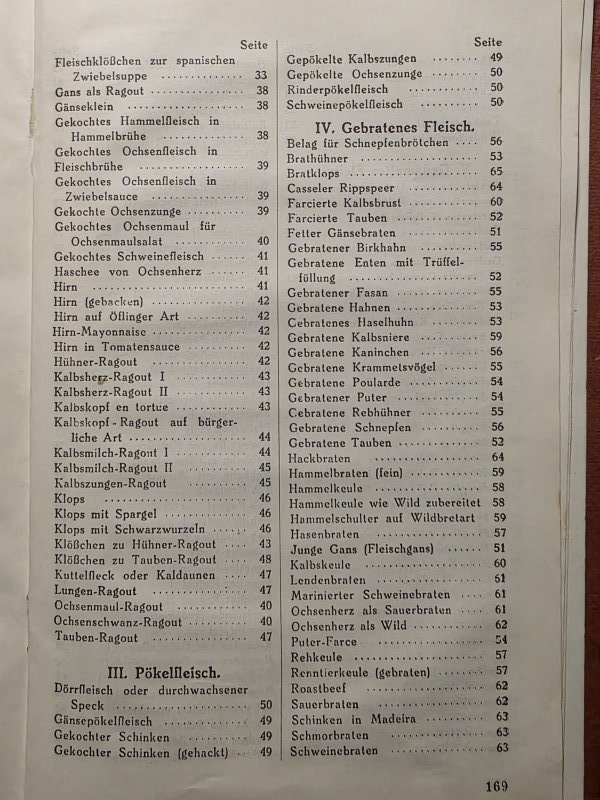 Seite
Fleischklößchen zur spanischen
Zwiebelsuppe ·············· 33
Gans als Ragout ················ 38
Gänseklein ···················· 38
Gekochtes Hammelfleisch in
Hammelbrühe ·············· 38
Gekochtes Ochsenfleisch in
Fleischbrühe ·················· 39
Gekochtes Ochsenfleisch in
Zwiebelsauce ·············· 39
Gekochte Ochsenzunge ·········· 39
Gekochtes Ochsenmaul für
Ochsenmaulsalat ············ 40
Gekochtes Schweinefleisch ······ 41
Haschee von Ochsenherz ········ 41
Hirn ·························· 41
Hirn (gebacken) ················ 42
Hirn auf Öflinger Art ·········· 42
Hirn-Mayonnaise ················ 42
Hirn in Tomatensauce ·········· 42
Hühner-Ragout ················ 42
Kalbsherz-Ragout I ············ 43
Kalbsherz-Ragout II ············ 43
Kalbskopf en tortue ············ 43
Kalbskopf-Ragout auf bürger-
liche Art ···················· 44
Kalbsmilch-Ragout I ············ 44
Kalbsmilch-Ragout II ·········· 45
Kalbszungen-Ragout ············ 45
Klops ························ 46
Klops mit Spargel ·············· 46
Klops mit Schwarzwurzeln ······ 46
Klößchen zu Hühner-Ragout ···· 43
Klößchen zu Tauben-Ragout ···· 48
Kuttelfleck oder Kaldaunen ···· 47
Lungen-Ragout ················ 47
Ochsenmaul-Ragout ············ 40
Ochsenschwanz-Ragout ·········· 40
Tauben-Ragout ················ 47
III. Pökelfleisch.
Dörrfleisch oder durchwachsener
Speck ······················ 50
Gänsepökelfleisch ·············· 49
Gekochter Schinken ············ 49
Gekochter Schinken (gehackt) ·· 49
Seite
Gepökelte Kalbszungen ········ 49
Gepökelte Ochsenzunge ········ 50
Rinderpökelfleisch ············ 50
Schweinepökelfleisch ·········· 50
IV. Gebratenes Fleisch.
Belag für Schnepfenbrötchen ···· 56
Brathühner ···················· 53
Bratklops ······················ 65
Casseler Rippspeer ············ 64
Farcierte Kalbsbrust ············ 60
Farcierte Tauben ·············· 52
Fetter Gänsebraten ············ 51
Gebratener Birkhahn ·········· 55
Gebratene Enten mit Trüffel-
füllung ···················· 52
Gebratener Fasan ·············· 55
Gebratene Hahnen ············ 53
Gebratenes Haselhuhn ·········· 53
Gebratene Kalbsniere ·········· 59
Gebratene Kaninchen ·········· 56
Gebratene Krammetsvögel ······ 55
Gebratene Poularde ············ 54
Gebratener Puter ·············· 54
Gebratene Rebhühner ·········· 55
Gebratene Schnepfen ·········· 56
Gebratene Tauben ·············· 52
Hackbraten ···················· 64
Hammelbraten (fein) ············ 59
Hammelkeule ·················· 58
Hammelkeule wie Wild zubereitet 58
Hammelschulter auf Wildbretart 59
Hasenbraten ·················· 57
Junge Gans (Fleischgans) ······ 51
Kalbskeule ···················· 60
Lendenbraten ·················· 61
Marinierter Schweinebraten ···· 61
Ochsenherz als Sauerbraten ···· 61
Ochsenherz als Wild ············ 62
Puter-Farce ···················· 54
Rehkeule ······················ 57
Renntierkeule (gebraten) ········ 57
Roastbeef ···················· 62
Sauerbraten ·················· 62
Schinken in Madeira ············ 63
Schmorbraten ·················· 63
Schweinebraten ················ 63
169